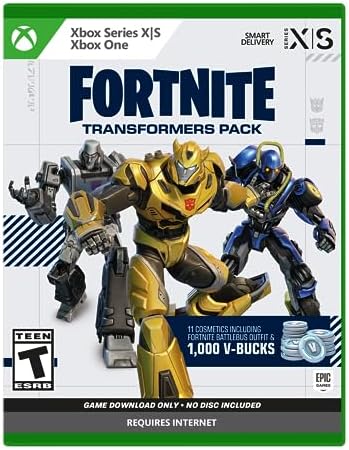 Xbox Series X|S
Xbox One
SMART
DELIVERY
SERIES
X|S
FORTNITE
TRANSFORMERS PACK
11 COSMETICS INCLUDING
FORTNITE BATTLEBUS OUTFIT &
1,000 V-BUCKS
TEEN
T
ESRB
EPIC
GAMES
GAME DOWNLOAD ONLY • NO DISC INCLUDED
REQUIRES INTERNET